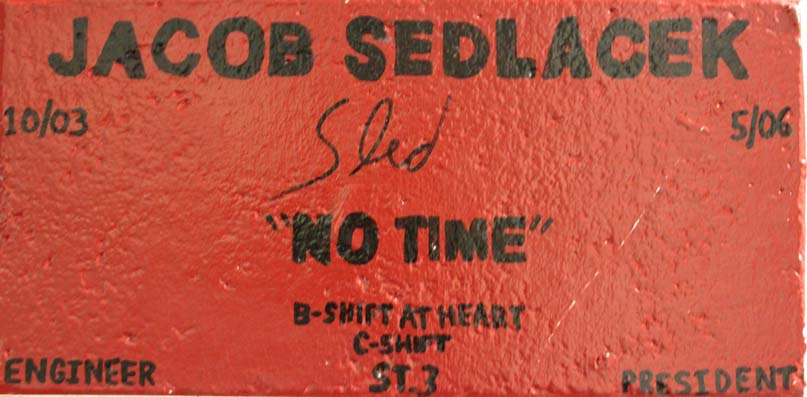 JACOB SEDLACEK
10/03 5/06
Sled
"NO TIME"
B-SHIFT AT HEART
C-SHIFT
ENGINEER ST.3 PRESIDENT